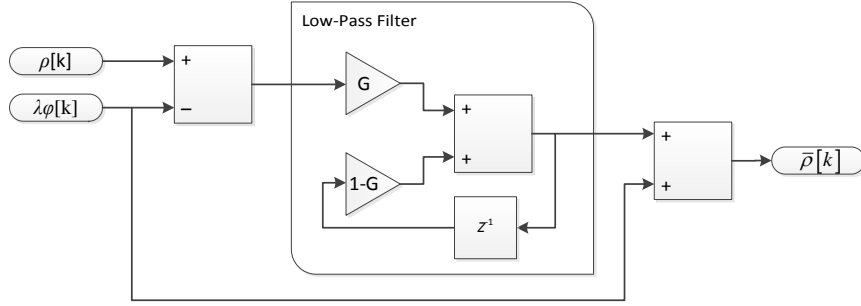 Low-Pass Filter
ρ[k]
+
λφ[k]
−
G
+
+
1-G
z⁻¹
+
+
ρ̅[k]